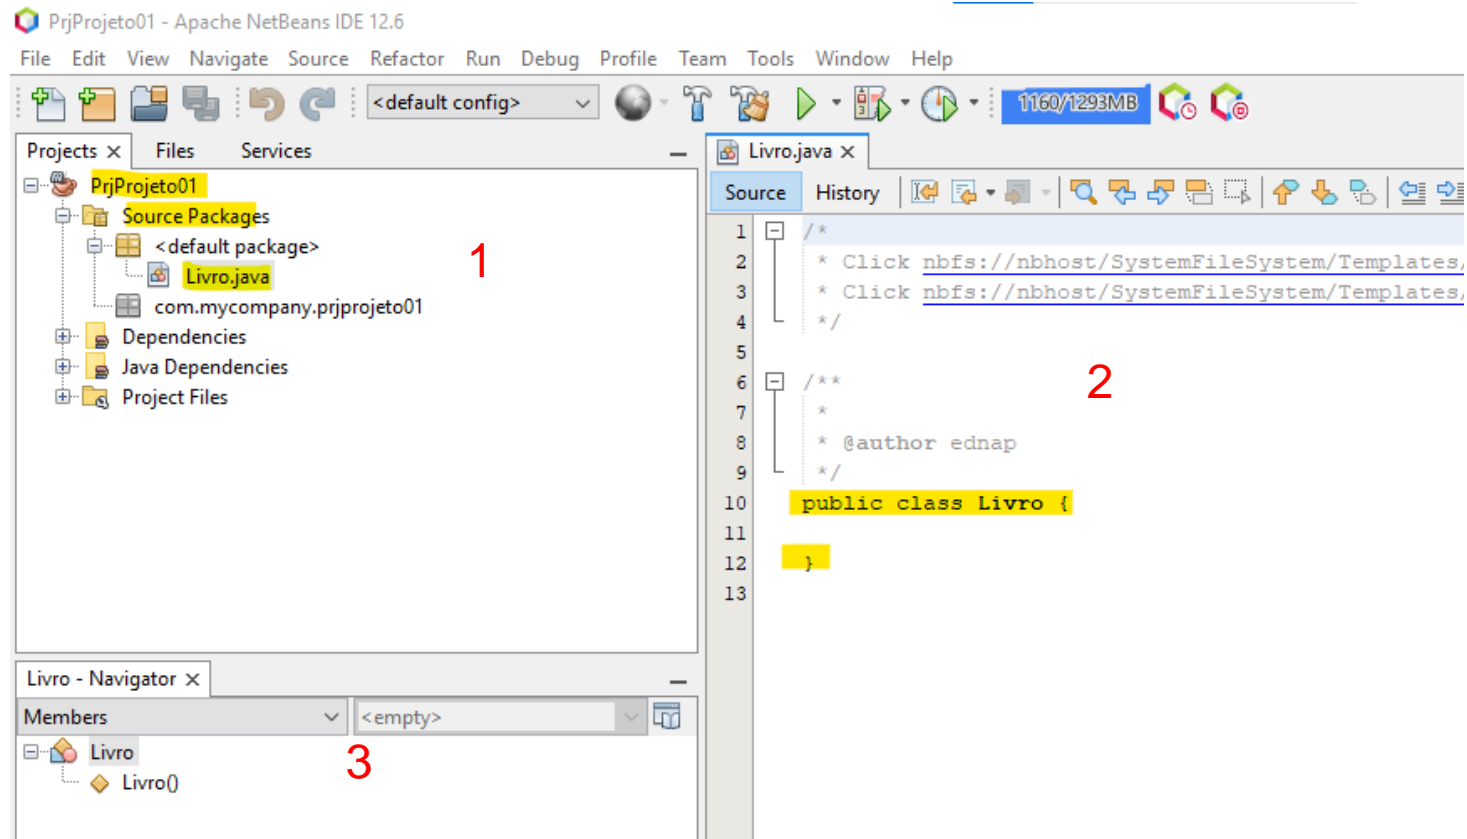 PrjProjeto01 - Apache NetBeans IDE 12.6
File Edit View Navigate Source Refactor Run Debug Profile Team Tools Window Help
<default config> 1160/1293MB
Projects Files Services
PrjProjeto01
Source Packages
<default package>
Livro.java
com.mycompany.prjprojeto01
Dependencies
Java Dependencies
Project Files
1
Livro.java
Source History
1 /*
2 * Click nbfs://nbhost/SystemFileSystem/Templates/
3 * Click nbfs://nbhost/SystemFileSystem/Templates/
4 */
5
6 /**
7 *
8 * @author ednap
9 */
10 public class Livro {
11
12 }
13
2
Livro - Navigator
Members <empty>
Livro
Livro()
3